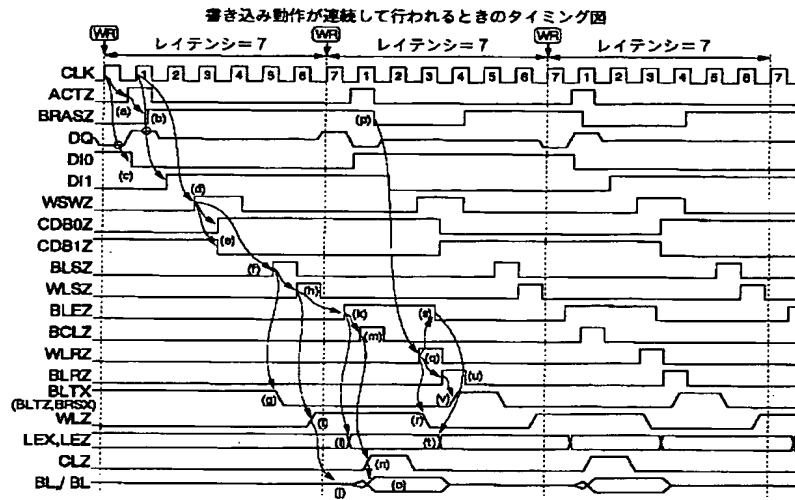 書き込み動作が連続して行われるときのタイミング図
WR WR WR
レイテンシ=7 レイテンシ=7 レイテンシ=7
CLK 1 2 3 4 5 6 7 1 2 3 4 5 6 7 1 2 3 4 5 6 7
ACTZ
(a)
BRASZ (b) (p)
DQ
DI0 (c)
DI1
(d)
WSWZ
CDB0Z (e)
CDB1Z
BLSZ (f)
WLSZ (h)
BLEZ (k) (s)
BCLZ (m)
WLRZ (q)
BLRZ (u)
BLTX (g) (v)
(BLTZ,BRSX)
WLZ (i) (r)
LEX,LEZ (l) (t)
CLZ (n)
BL,/BL (j) (o)